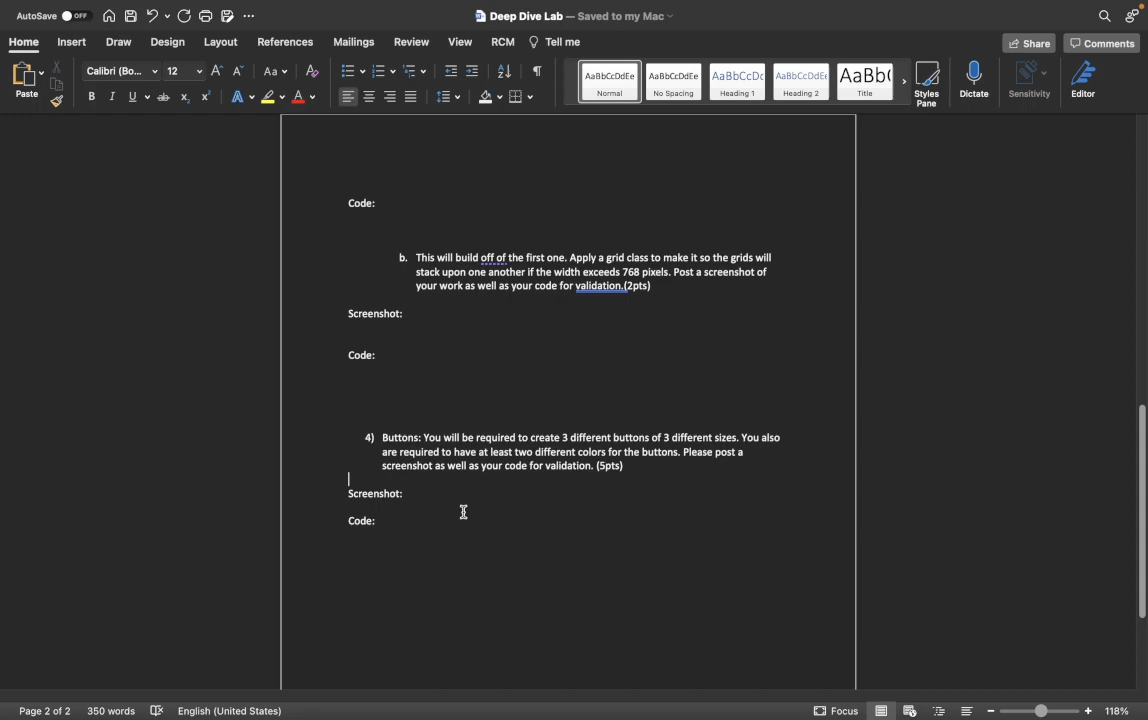 AutoSave OFF
Deep Dive Lab — Saved to my Mac
Home Insert Draw Design Layout References Mailings Review View RCM Tell me
Share Comments
Paste
Calibri (Bo... 12
Aa
B I U ab x₂ x²
A
AaBbCcDdEe
Normal
AaBbCcDdEe
No Spacing
AaBbCcDc
Heading 1
AaBbCcDdEe
Heading 2
AaBb(
Title
Styles
Pane
Dictate
Sensitivity
Editor
Code:
b. This will build off of the first one. Apply a grid class to make it so the grids will
stack upon one another if the width exceeds 768 pixels. Post a screenshot of
your work as well as your code for validation.(2pts)
Screenshot:
Code:
4) Buttons: You will be required to create 3 different buttons of 3 different sizes. You also
are required to have at least two different colors for the buttons. Please post a
screenshot as well as your code for validation. (5pts)
Screenshot:
Code:
Page 2 of 2 350 words English (United States)
Focus
118%